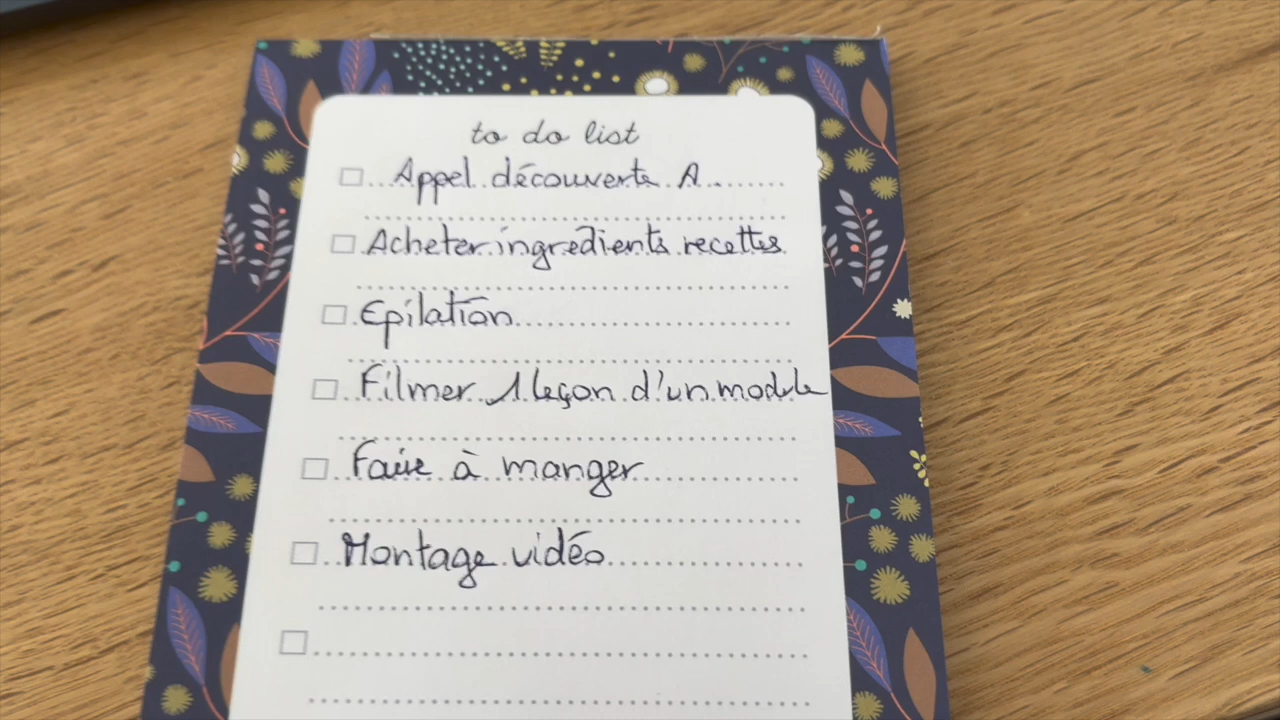 to do list
Appel découverte A
Acheter ingrédients recettes
Epilation
Filmer 1 leçon d'un module
Faire à manger
Montage vidéo